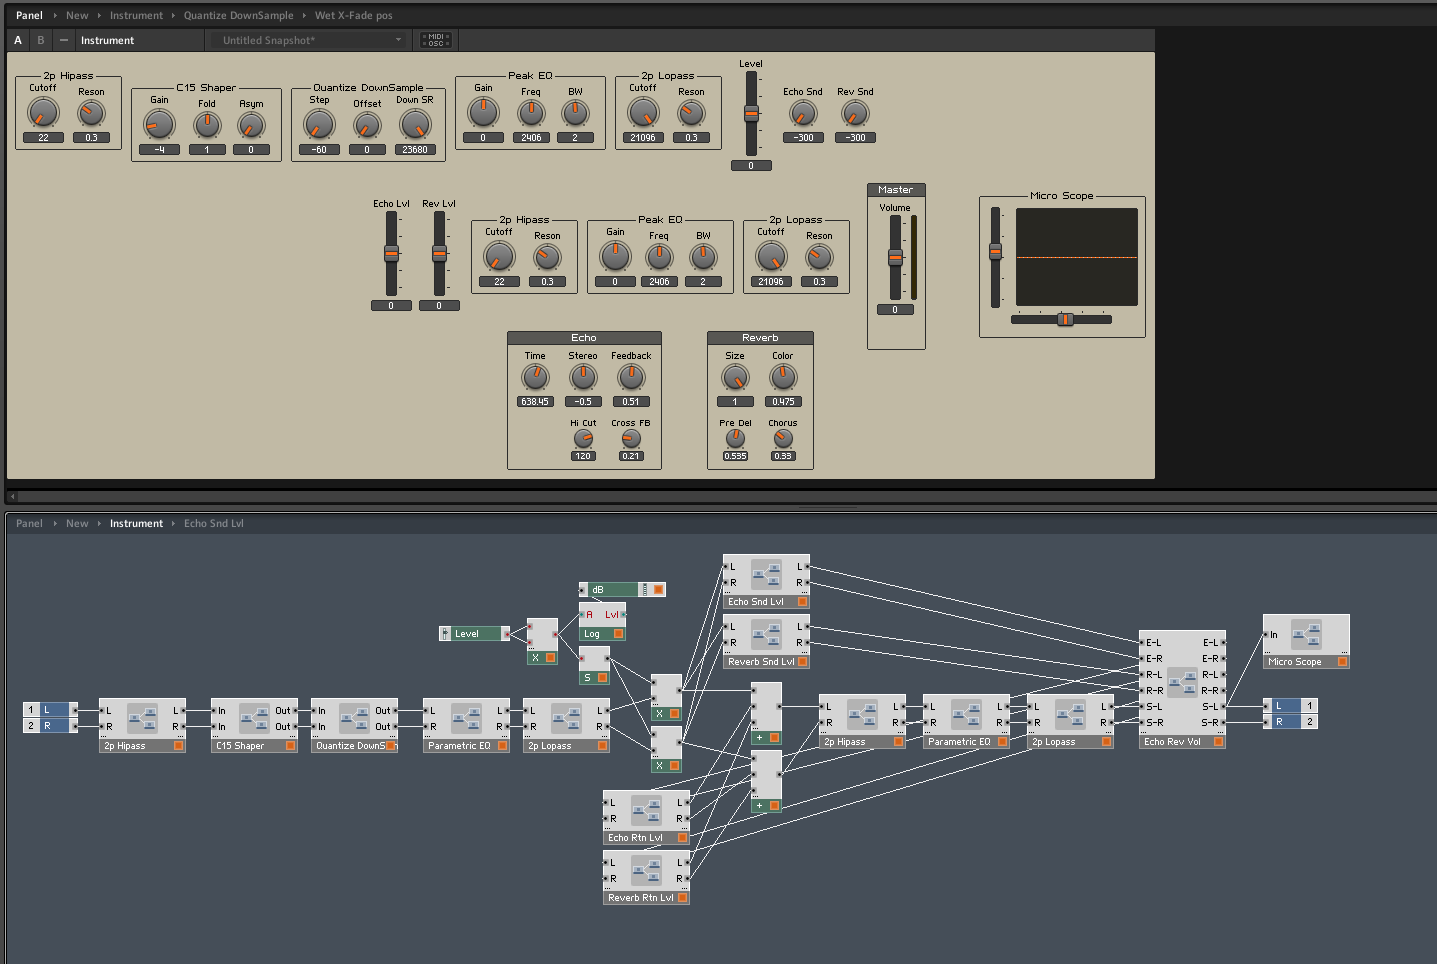 Panel New Instrument Quantize DownSample Wet X-Fade pos
A B Instrument Untitled Snapshot* MIDI OSC
2p Hipass
Cutoff Reson
22 0.3
C15 Shaper
Gain Fold Asym
-4 1 0
Quantize DownSample
Step Offset Down SR
-60 0 23680
Peak EQ
Gain Freq BW
0 2406 2
2p Lopass
Cutoff Reson
21096 0.3
Level
0
Echo Snd Rev Snd
-300 -300
Echo Lvl Rev Lvl
0 0
2p Hipass
Cutoff Reson
22 0.3
Peak EQ
Gain Freq BW
0 2406 2
2p Lopass
Cutoff Reson
21096 0.3
Master
Volume
0
Micro Scope
Echo
Time Stereo Feedback
638.45 -0.5 0.51
Hi Cut Cross FB
120 0.21
Reverb
Size Color
1 0.475
Pre Del Chorus
0.535 0.33
Panel New Instrument Echo Snd Lvl
1 L
2 R
L L
R R
2p Hipass
In Out
In Out
C15 Shaper
In Out
In Out
Quantize DownS
L L
R R
Parametric EQ
L L
R R
2p Lopass
Level
X
dB
A Lvl
Log
S
X
X
L L
R R
Echo Snd Lvl
L L
R R
Reverb Snd Lvl
+
+
L L
R R
Echo Rtn Lvl
L L
R R
Reverb Rtn Lvl
L L
R R
2p Hipass
L L
R R
Parametric EQ
L L
R R
2p Lopass
E-L E-L
E-R E-R
R-L R-L
R-R R-R
S-L S-L
S-R S-R
Echo Rev Vol
In
Micro Scope
L 1
R 2